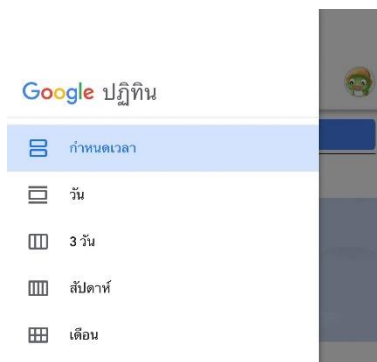 Google ปฏิทิน
กำหนดเวลา
วัน
3 วัน
สัปดาห์
เดือน